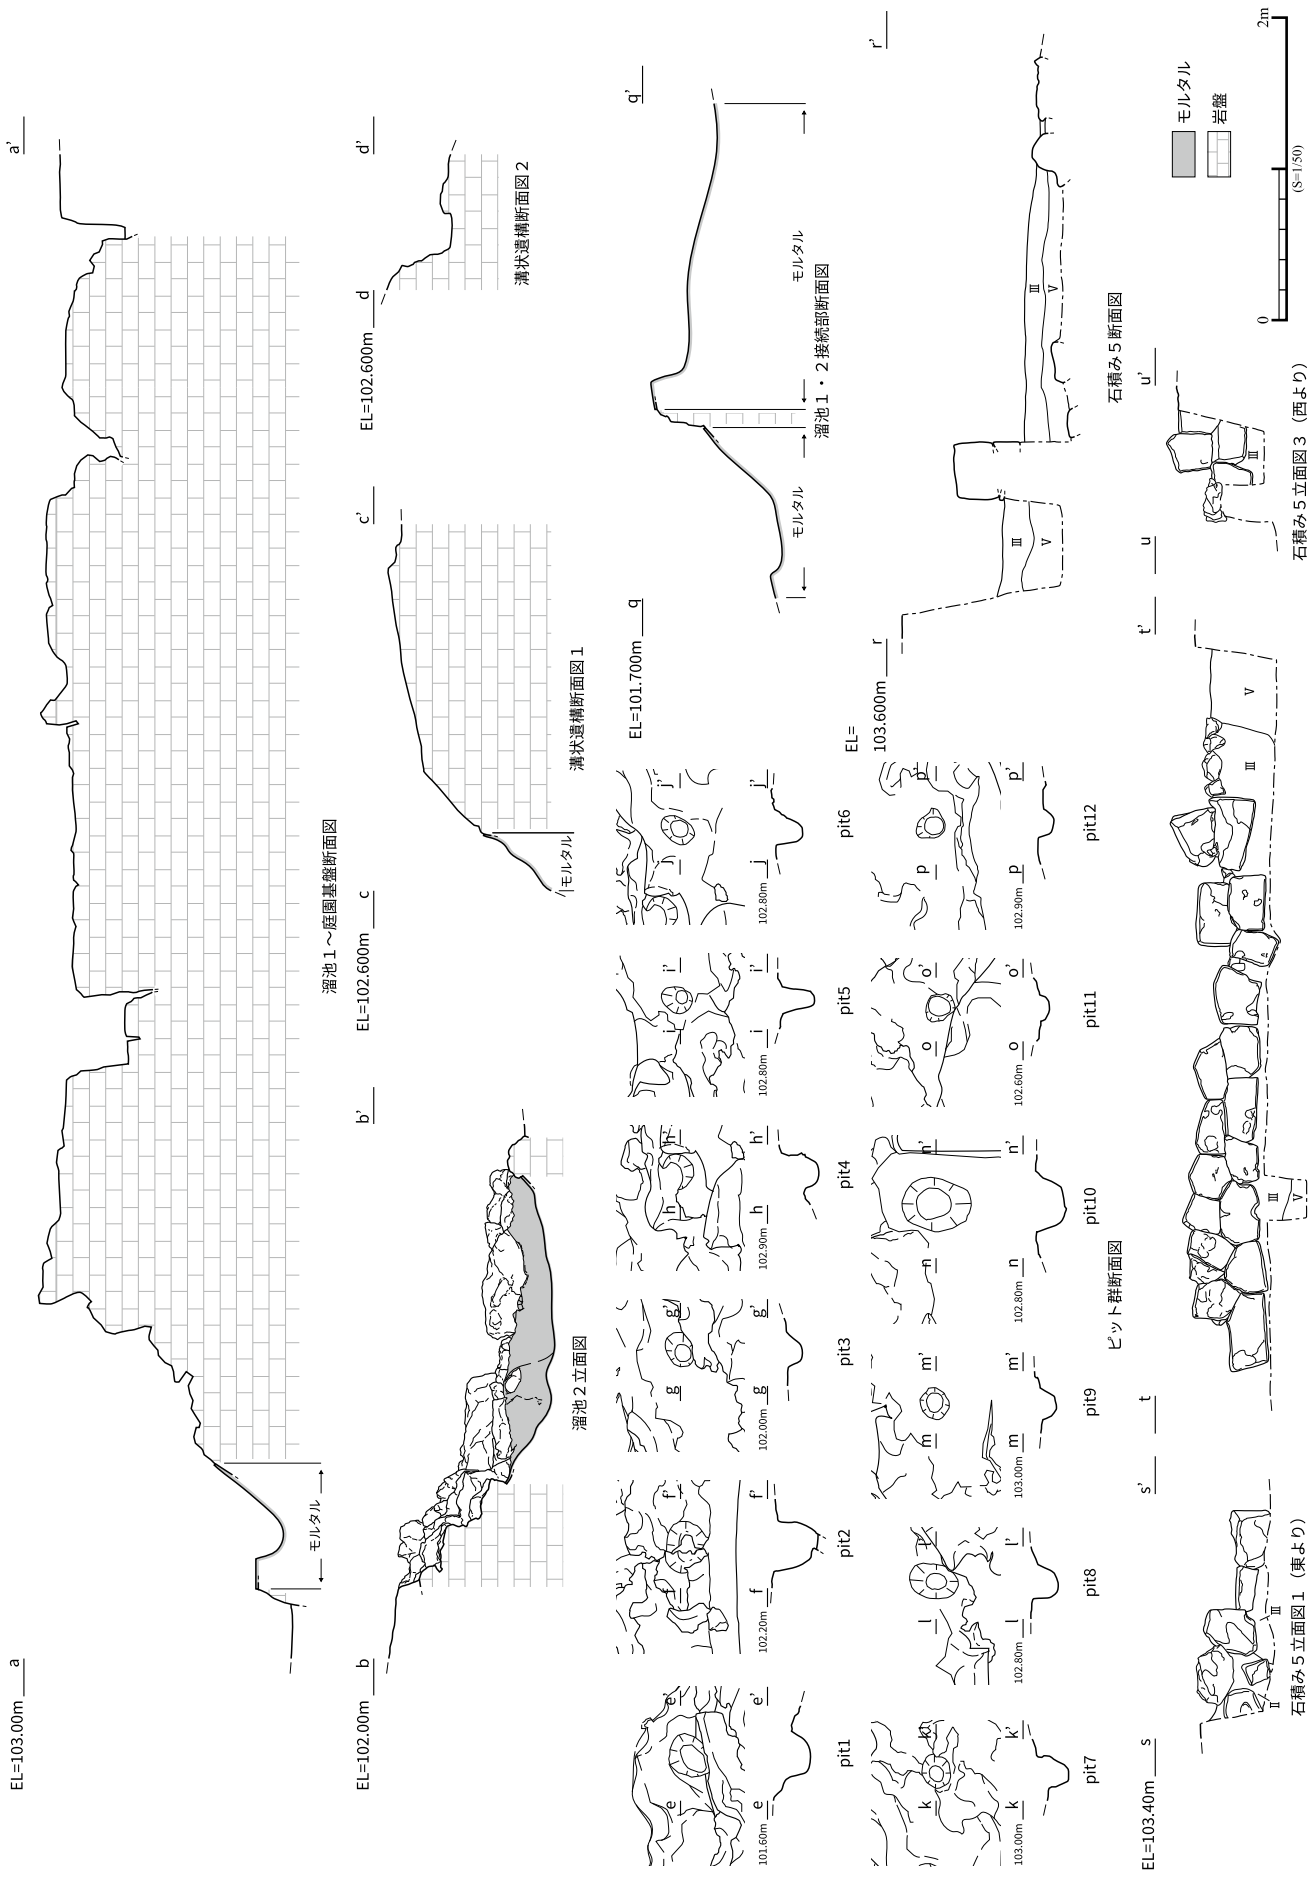 EL=103.00m a a'
モルタル
溜池１～庭園基盤断面図
EL=102.00m b b'
溜池２立面図
EL=102.600m c c'
モルタル
溝状遺構断面図１
EL=102.600m d d'
溝状遺構断面図２
e e'
101.60m e e'
pit1
f f'
102.20m f f'
pit2
g g'
102.00m g g'
pit3
h h'
102.90m h h'
pit4
i i'
102.80m i i'
pit5
j j'
102.80m j j'
pit6
k k'
103.00m k k'
pit7
l l'
102.80m l l'
pit8
m m'
103.00m m m'
pit9
n n'
102.80m n n'
pit10
o o'
102.60m o o'
pit11
p p'
102.90m p p'
pit12
ピット群断面図
EL=101.700m q q'
モルタル
モルタル
溜池１・２接続部断面図
EL=
103.600m r r'
Ⅲ
Ⅴ
Ⅲ
Ⅴ
石積み５断面図
EL=103.40m s s'
Ⅱ
Ⅲ
石積み５立面図１（東より）
t t'
Ⅲ
Ⅴ
Ⅲ
Ⅴ
u u'
Ⅲ
石積み５立面図３（西より）
モルタル
岩盤
0 2m
(S=1/50)